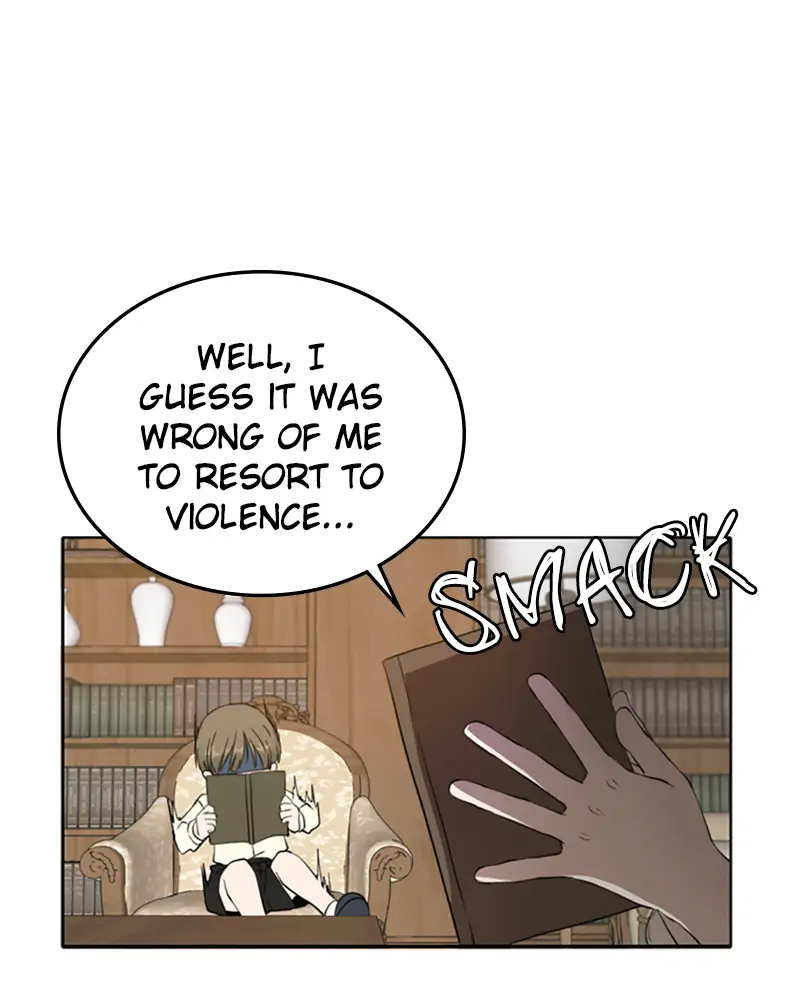 WELL, I
GUESS IT WAS
WRONG OF ME
TO RESORT TO
VIOLENCE...
SMACK